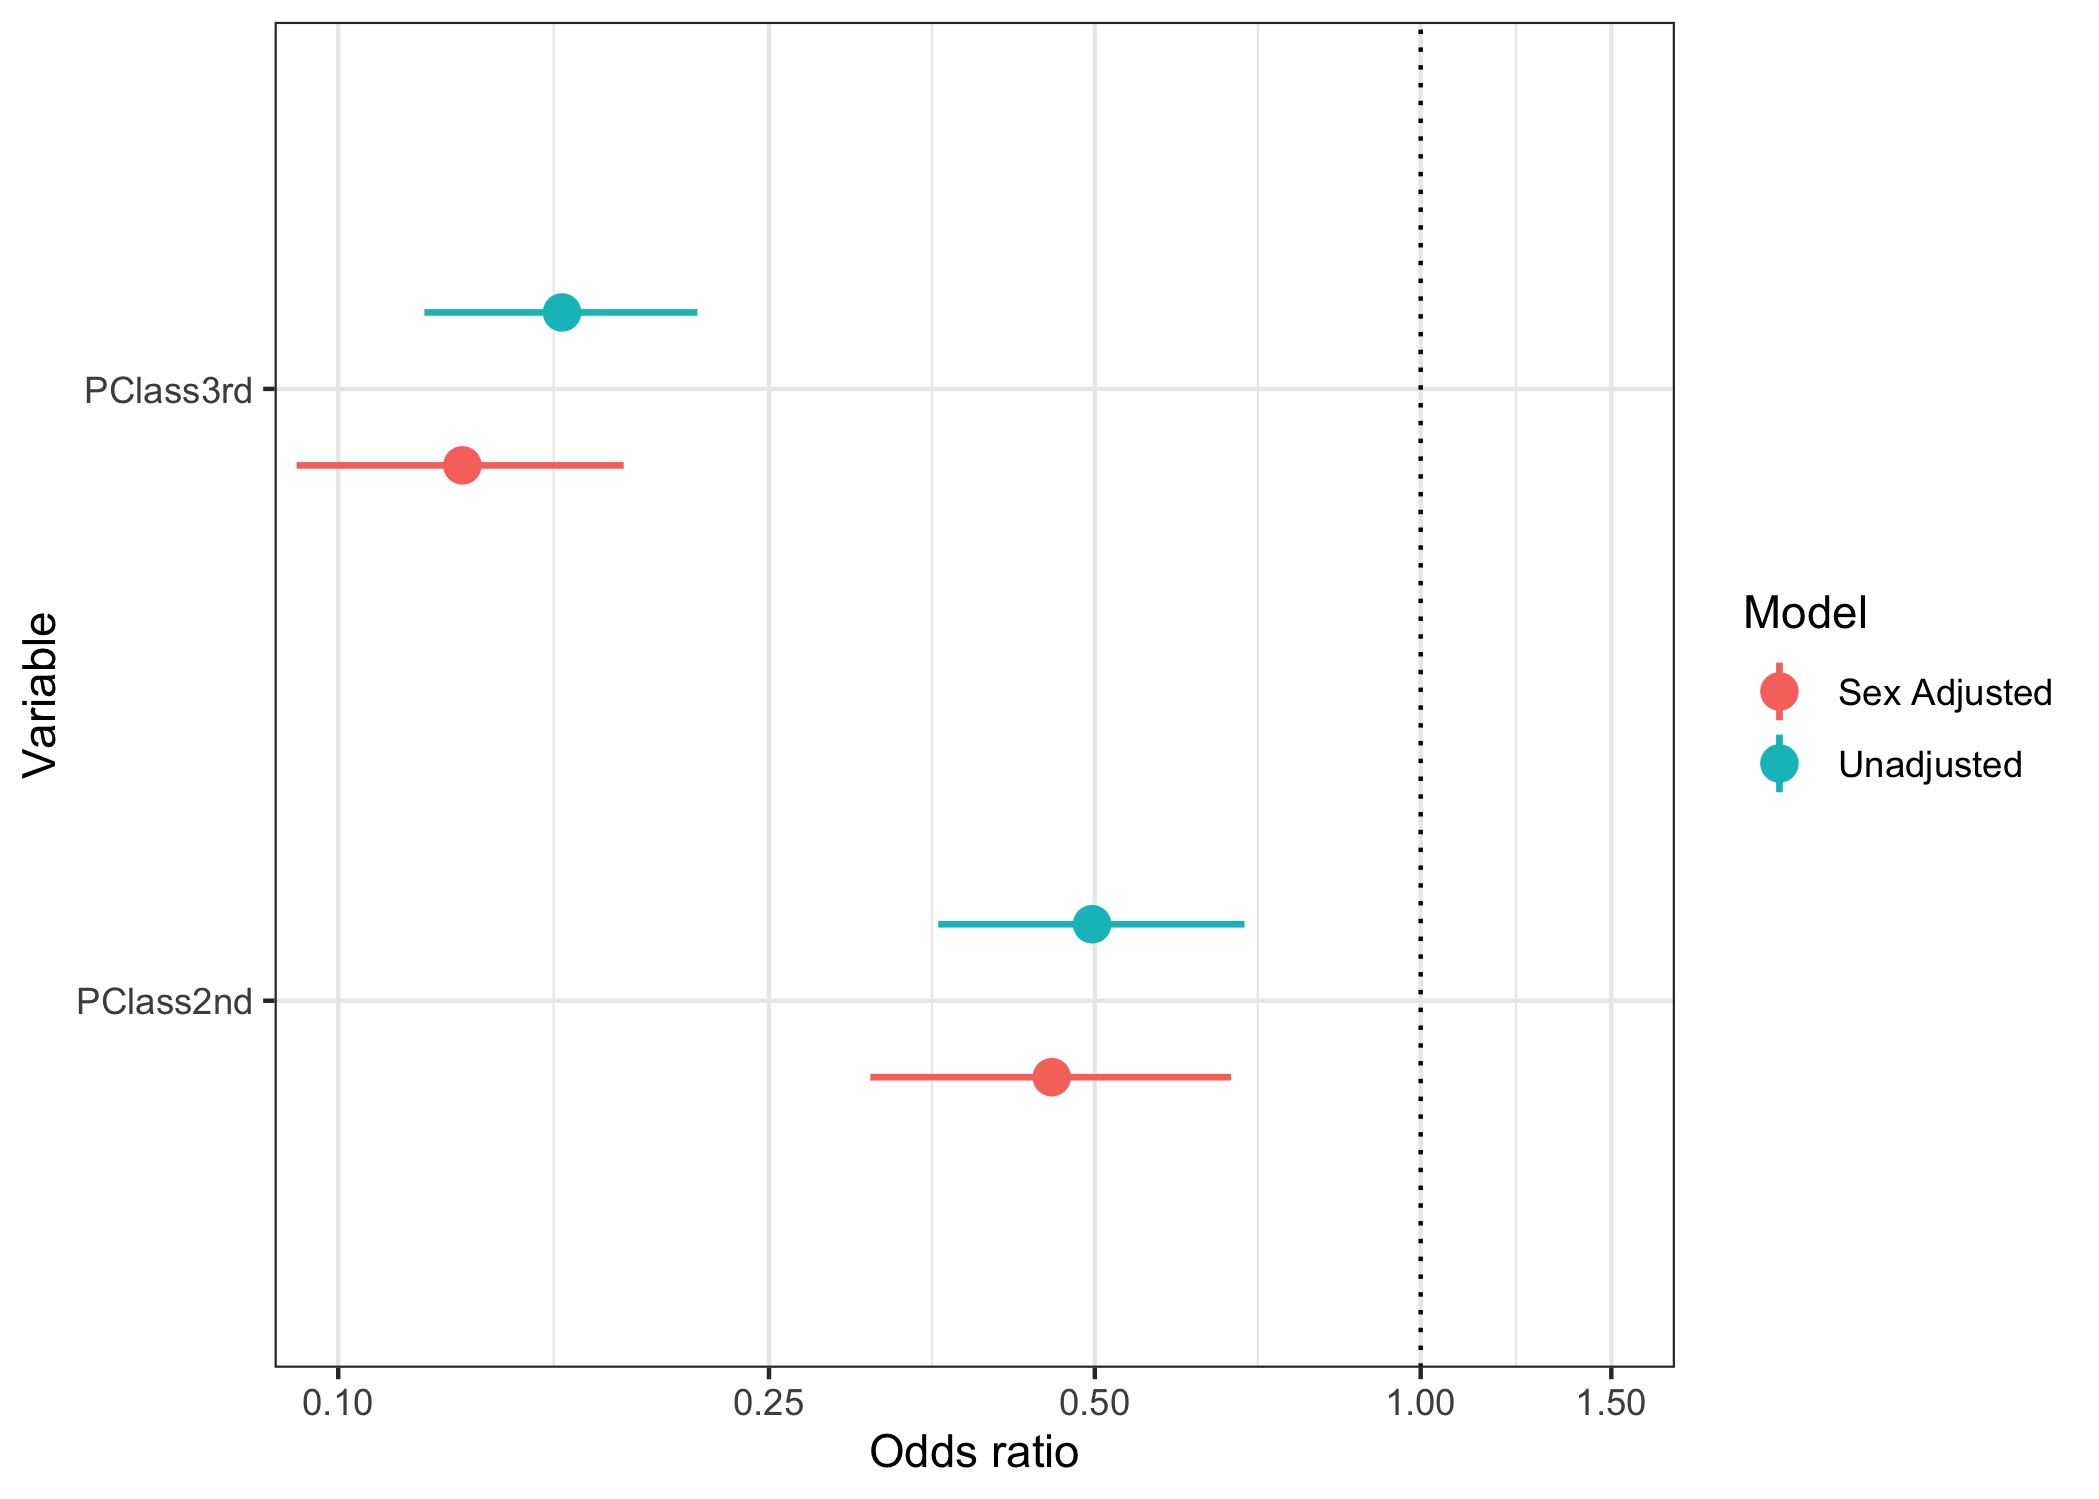 PClass3rd
PClass2nd
Variable
0.10 0.25 0.50 1.00 1.50
Odds ratio
Model
Sex Adjusted
Unadjusted